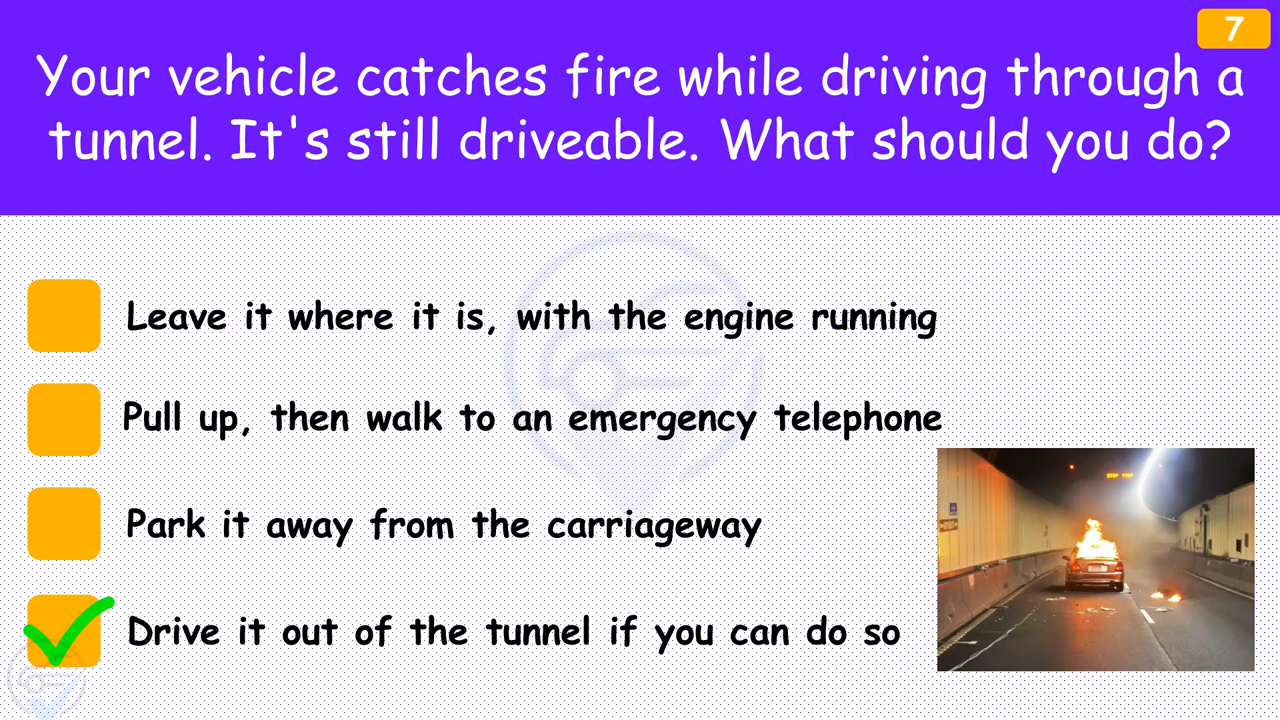 7
Your vehicle catches fire while driving through a
tunnel. It's still driveable. What should you do?
Leave it where it is, with the engine running
Pull up, then walk to an emergency telephone
Park it away from the carriageway
Drive it out of the tunnel if you can do so